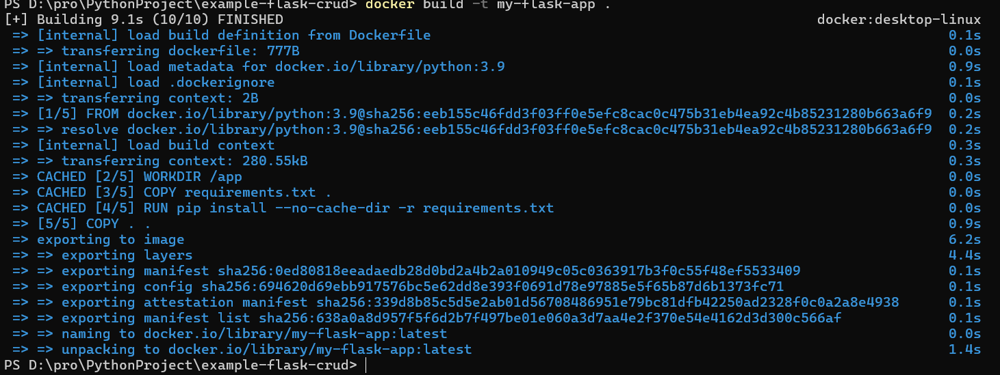 PS D:\pro\PythonProject\example-flask-crud> docker build -t my-flask-app .
[+] Building 9.1s (10/10) FINISHED docker:desktop-linux
=> [internal] load build definition from Dockerfile 0.1s
=> => transferring dockerfile: 777B 0.0s
=> [internal] load metadata for docker.io/library/python:3.9 0.9s
=> [internal] load .dockerignore 0.1s
=> => transferring context: 2B 0.0s
=> [1/5] FROM docker.io/library/python:3.9@sha256:eeb155c46fdd3f03ff0e5efc8cac0c475b31eb4ea92c4b85231280b663a6f9 0.2s
=> => resolve docker.io/library/python:3.9@sha256:eeb155c46fdd3f03ff0e5efc8cac0c475b31eb4ea92c4b85231280b663a6f9 0.2s
=> [internal] load build context 0.3s
=> => transferring context: 280.55kB 0.3s
=> CACHED [2/5] WORKDIR /app 0.0s
=> CACHED [3/5] COPY requirements.txt . 0.0s
=> CACHED [4/5] RUN pip install --no-cache-dir -r requirements.txt 0.0s
=> [5/5] COPY . . 0.9s
=> exporting to image 6.2s
=> => exporting layers 4.4s
=> => exporting manifest sha256:0ed80818eeadaedb28d0bd2a4b2a010949c05c0363917b3f0c55f48ef5533409 0.1s
=> => exporting config sha256:694620d69ebb917576bc5e62dd8e393f0691d78e97885e5f65b87d6b1373fc71 0.1s
=> => exporting attestation manifest sha256:339d8b85c5d5e2ab01d56708486951e79bc81dfb42250ad2328f0c0a2a8e4938 0.1s
=> => exporting manifest list sha256:638a0a8d957f5f6d2b7f497be01e060a3d7aa4e2f370e54e4162d3d300c566af 0.1s
=> => naming to docker.io/library/my-flask-app:latest 0.0s
=> => unpacking to docker.io/library/my-flask-app:latest 1.4s
PS D:\pro\PythonProject\example-flask-crud>